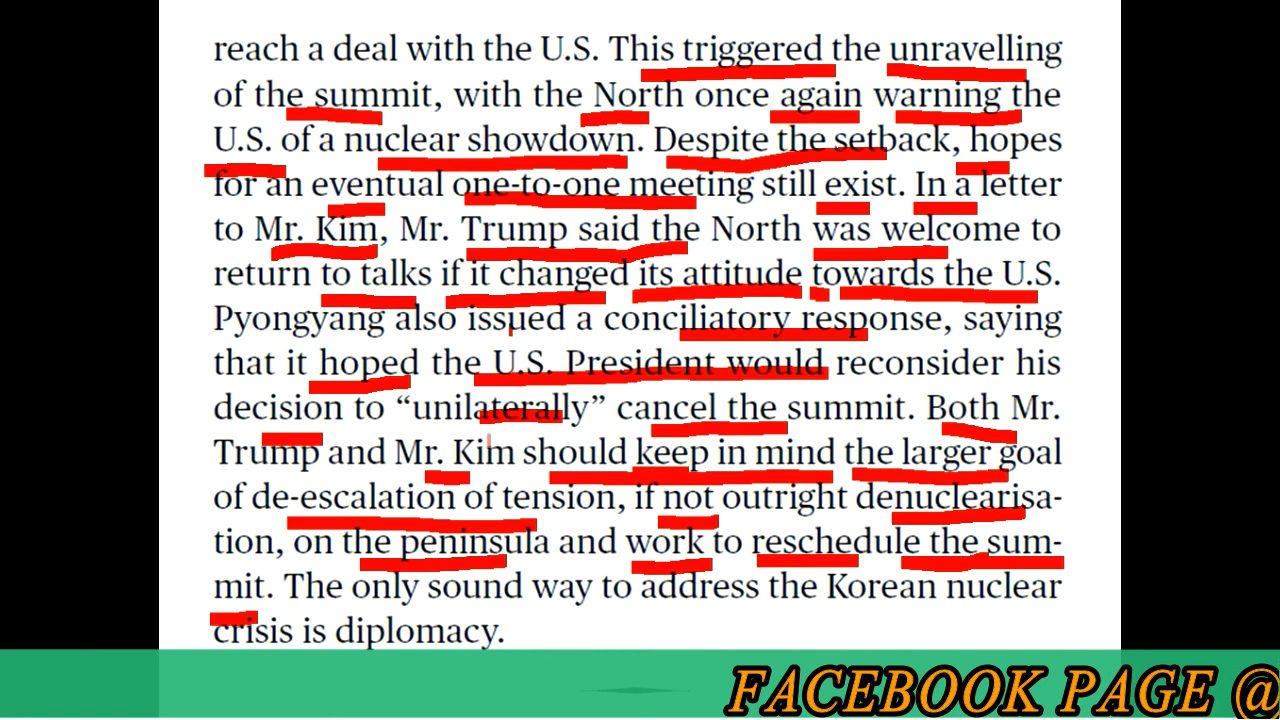 reach a deal with the U.S. This triggered the unravelling
of the summit, with the North once again warning the
U.S. of a nuclear showdown. Despite the setback, hopes
for an eventual one-to-one meeting still exist. In a letter
to Mr. Kim, Mr. Trump said the North was welcome to
return to talks if it changed its attitude towards the U.S.
Pyongyang also issued a conciliatory response, saying
that it hoped the U.S. President would reconsider his
decision to “unilaterally” cancel the summit. Both Mr.
Trump and Mr. Kim should keep in mind the larger goal
of de-escalation of tension, if not outright denuclearisa-
tion, on the peninsula and work to reschedule the sum-
mit. The only sound way to address the Korean nuclear
crisis is diplomacy.
FACEBOOK PAGE @